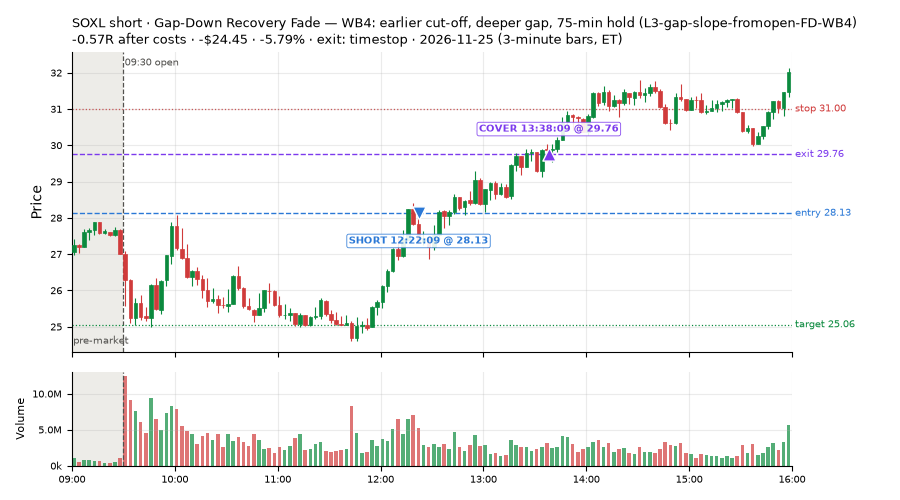 SOXL short · Gap-Down Recovery Fade — WB4: earlier cut-off, deeper gap, 75-min hold (L3-gap-slope-fromopen-FD-WB4)
-0.57R after costs · -$24.45 · -5.79% · exit: timestop · 2026-11-25 (3-minute bars, ET)
09:30 open
32
31
30
29
28
27
26
25
Price
stop 31.00
COVER 13:38:09 @ 29.76
exit 29.76
entry 28.13
SHORT 12:22:09 @ 28.13
target 25.06
pre-market
10.0M
5.0M
0k
Volume
09:00
10:00
11:00
12:00
13:00
14:00
15:00
16:00